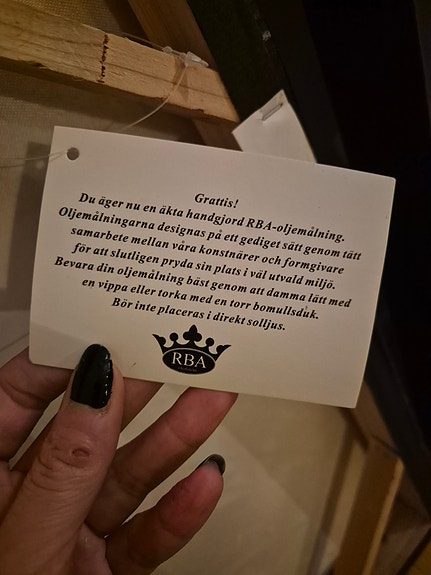 Grattis!
Du äger nu en äkta handgjord RBA-oljemålning.
Oljemålningarna designas på ett gediget sätt genom tätt
samarbete mellan våra konstnärer och formgivare
för att slutligen pryda sin plats i väl utvald miljö.
Bevara din oljemålning bäst genom att damma lätt med
en vippa eller torka med en torr bomullsduk.
Bör inte placeras i direkt solljus.
RBA